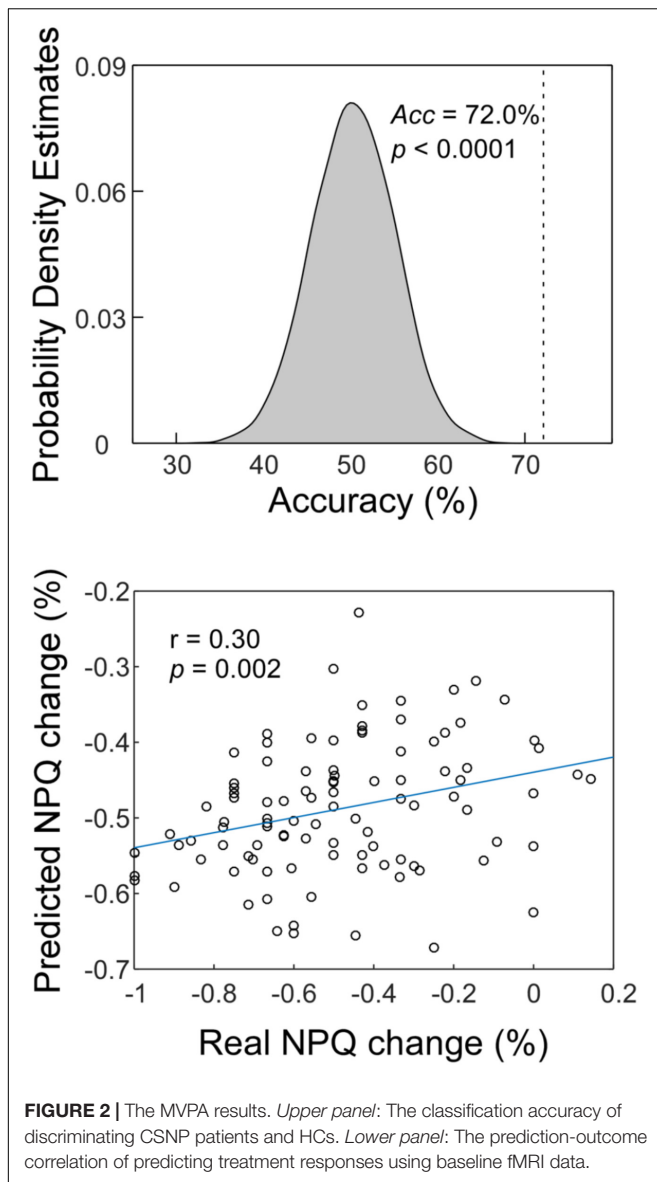 Probability Density Estimates
0.09
0.06
0.03
0
Acc = 72.0%
p < 0.0001
30 40 50 60 70
Accuracy (%)
Predicted NPQ change (%)
-0.2
-0.3
-0.4
-0.5
-0.6
-0.7
r = 0.30
p = 0.002
-1 -0.8 -0.6 -0.4 -0.2 0 0.2
Real NPQ change (%)
FIGURE 2 | The MVPA results. Upper panel: The classification accuracy of
discriminating CSNP patients and HCs. Lower panel: The prediction-outcome
correlation of predicting treatment responses using baseline fMRI data.